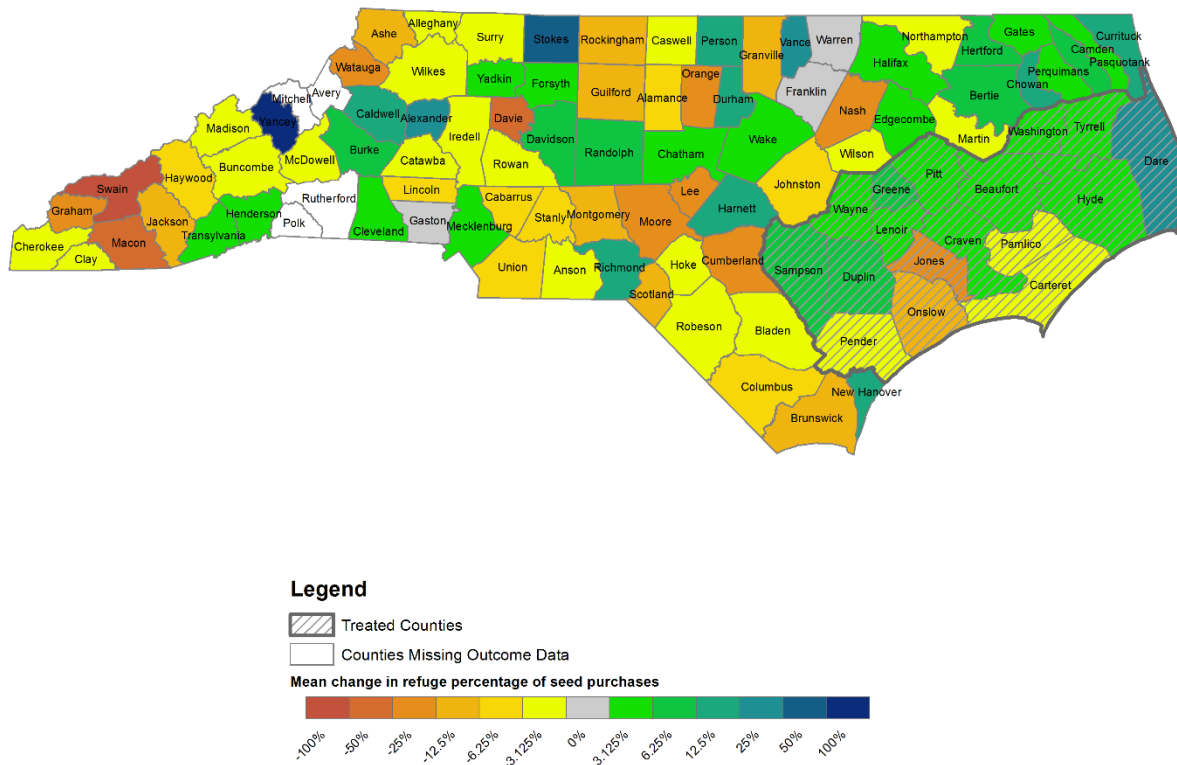 Alleghany
Ashe
Surry
Stokes
Rockingham
Caswell
Person
Granville
Vance
Warren
Northampton
Gates
Currituck
Camden
Pasquotank
Hertford
Halifax
Perquimans
Chowan
Bertie
Watauga
Wilkes
Yadkin
Forsyth
Guilford
Alamance
Orange
Durham
Franklin
Nash
Edgecombe
Martin
Washington
Tyrrell
Dare
Mitchell
Avery
Yancey
Caldwell
Alexander
Iredell
Davie
Davidson
Randolph
Chatham
Wake
Wilson
Johnston
Madison
Buncombe
McDowell
Burke
Catawba
Rowan
Haywood
Swain
Graham
Jackson
Macon
Cherokee
Clay
Transylvania
Henderson
Polk
Rutherford
Cleveland
Lincoln
Gaston
Mecklenburg
Cabarrus
Stanly
Montgomery
Moore
Lee
Harnett
Wayne
Greene
Pitt
Beaufort
Hyde
Lenoir
Craven
Pamlico
Carteret
Jones
Onslow
Duplin
Sampson
Cumberland
Hoke
Union
Anson
Richmond
Scotland
Robeson
Bladen
Pender
Columbus
New Hanover
Brunswick
Legend
Treated Counties
Counties Missing Outcome Data
Mean change in refuge percentage of seed purchases
-100% -50% -25% -12.5% -6.25% -3.125% 0% 3.125% 6.25% 12.5% 25% 50% 100%